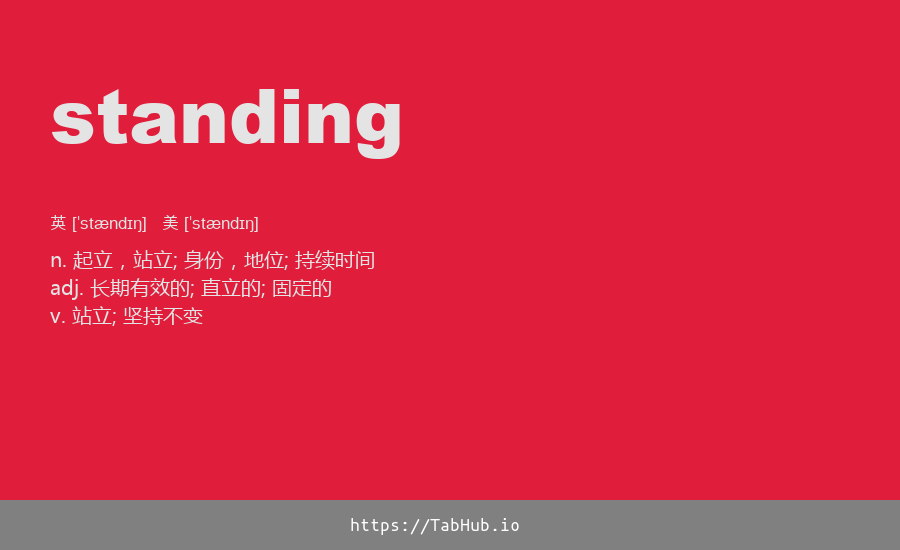 standing
英 [ˈstændɪŋ]   美 [ˈstændɪŋ]
n. 起立，站立; 身份，地位; 持续时间
adj. 长期有效的; 直立的; 固定的
v. 站立; 坚持不变
https://TabHub.io